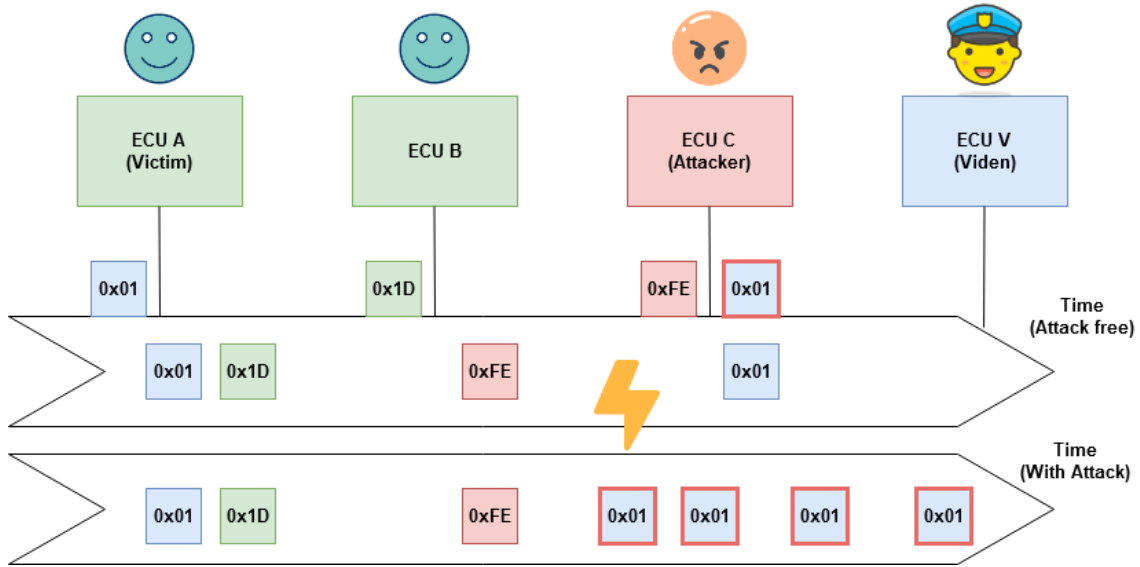 ECU A
(Victim)
ECU B
ECU C
(Attacker)
ECU V
(Viden)
0x01
0x1D
0xFE
0x01
Time
(Attack free)
0x01
0x1D
0xFE
0x01
Time
(With Attack)
0x01
0x1D
0xFE
0x01
0x01
0x01
0x01